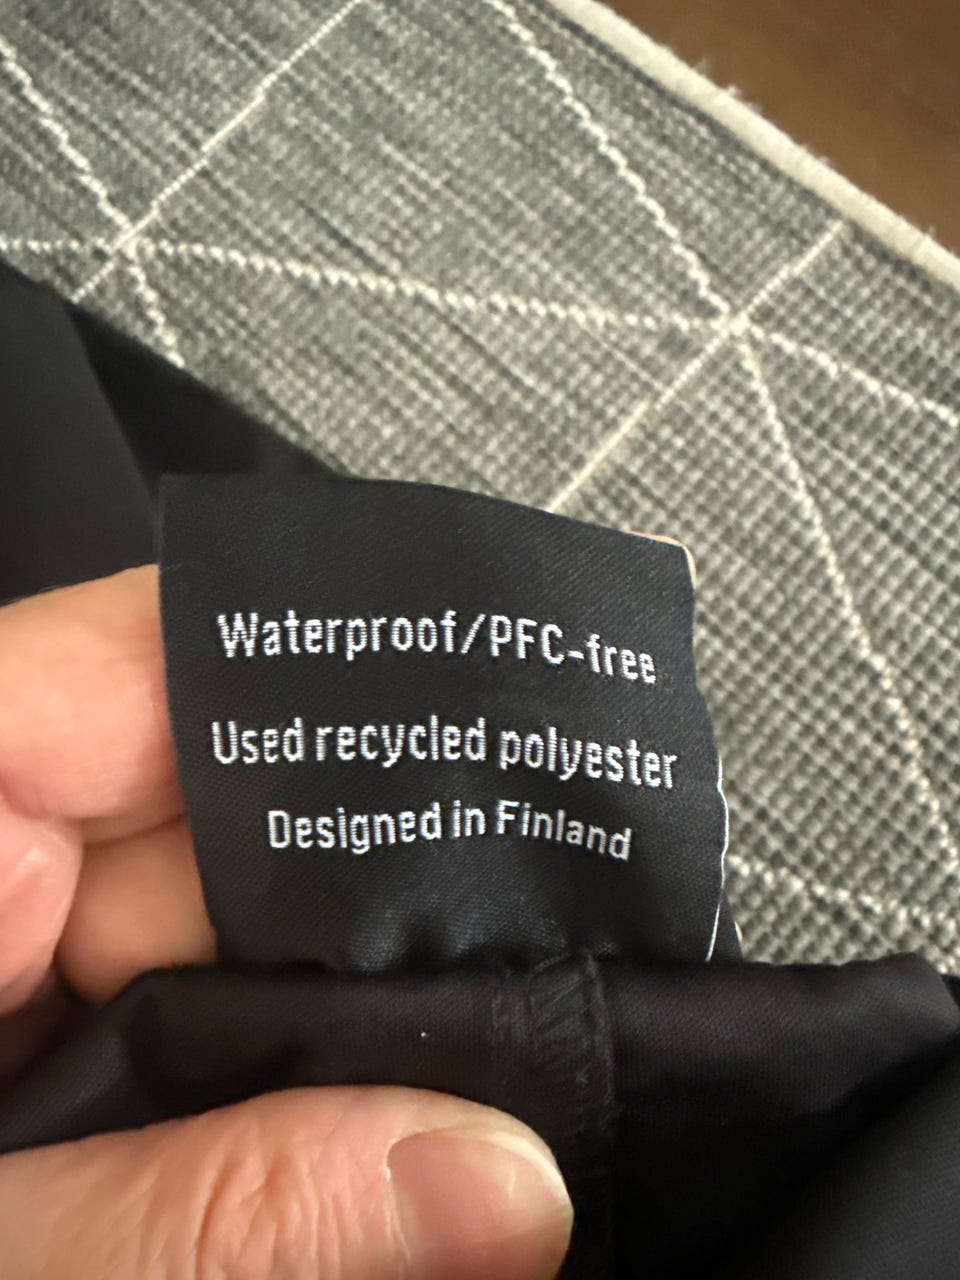 Waterproof/PFC-free
Used recycled polyester
Designed in Finland